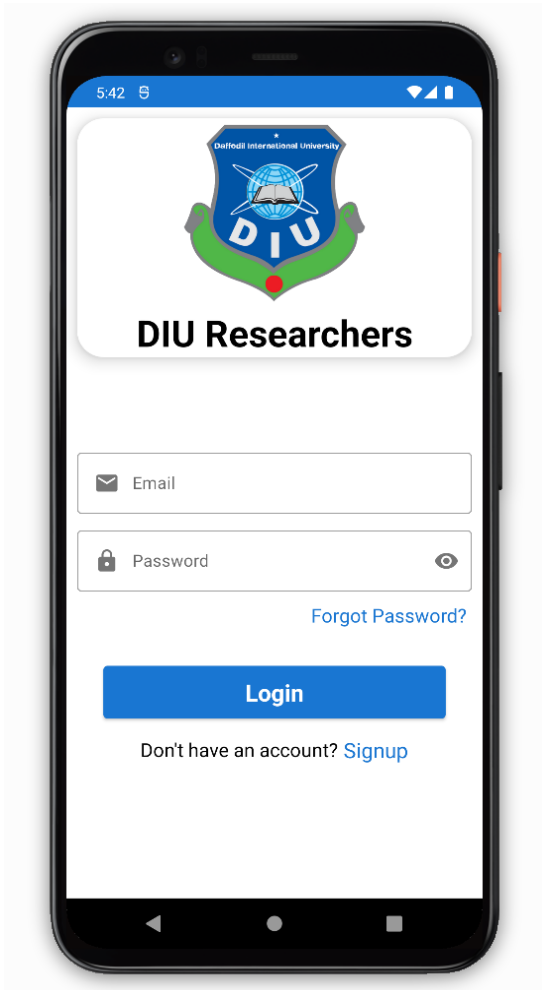 5:42
Daffodil International University
DIU
DIU Researchers
Email
Password
Forgot Password?
Login
Don't have an account? Signup